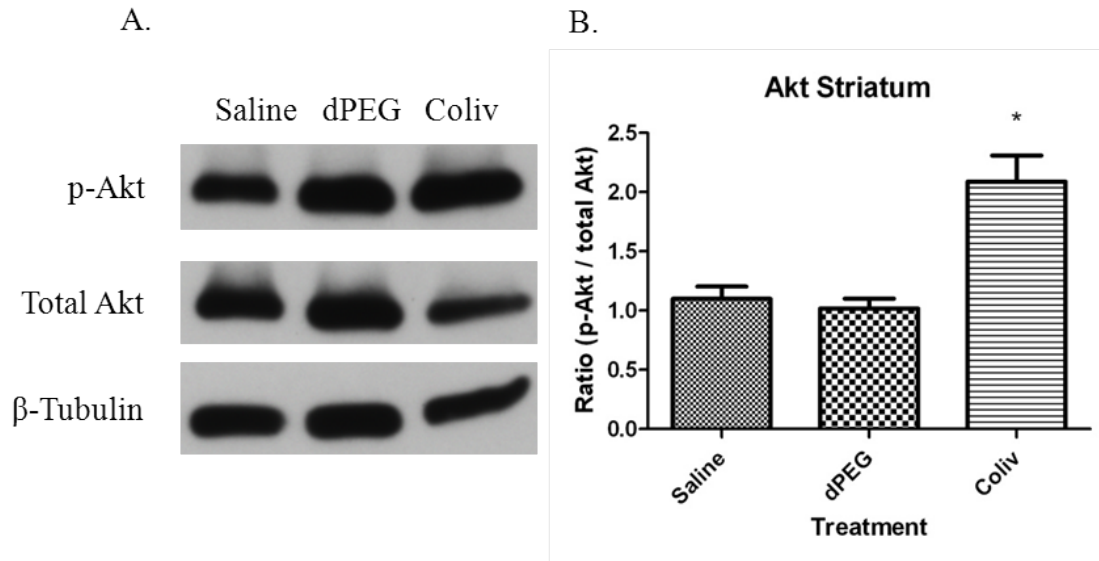 A.
Saline dPEG Coliv
p-Akt
Total Akt
β-Tubulin
B.
Akt Striatum
*
Ratio (p-Akt / total Akt)
2.5
2.0
1.5
1.0
0.5
0.0
Saline
dPEG
Coliv
Treatment